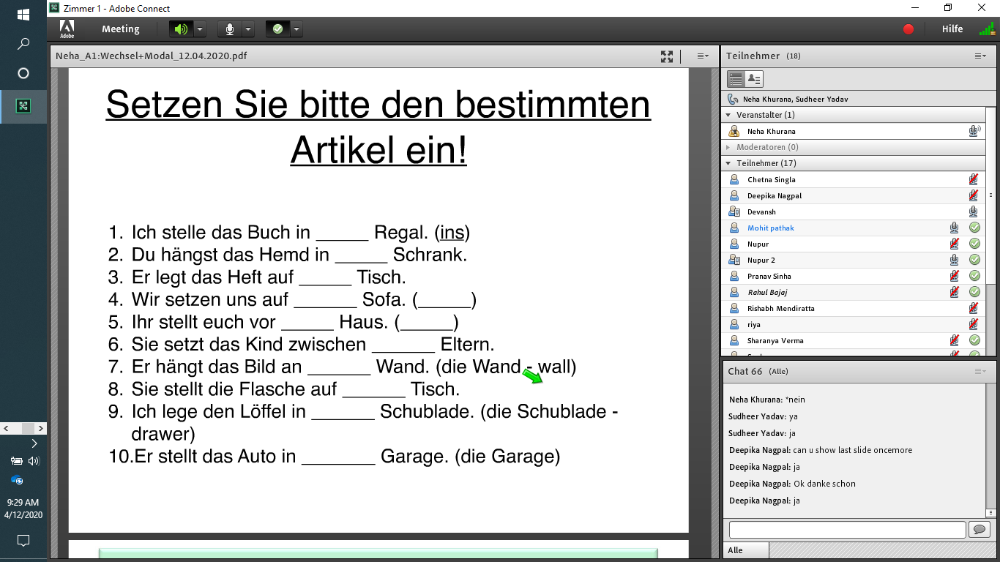 Zimmer 1 - Adobe Connect
Adobe
Meeting
Hilfe
Neha_A1:Wechsel+Modal_12.04.2020.pdf
Setzen Sie bitte den bestimmten
Artikel ein!
1. Ich stelle das Buch in _____ Regal. (ins)
2. Du hängst das Hemd in _____ Schrank.
3. Er legt das Heft auf _____ Tisch.
4. Wir setzen uns auf ______ Sofa. (_____)
5. Ihr stellt euch vor _____ Haus. (_____)
6. Sie setzt das Kind zwischen ______ Eltern.
7. Er hängt das Bild an ______ Wand. (die Wand - wall)
8. Sie stellt die Flasche auf ______ Tisch.
9. Ich lege den Löffel in ______ Schublade. (die Schublade -
drawer)
10.Er stellt das Auto in _______ Garage. (die Garage)
Teilnehmer (18)
Neha Khurana, Sudheer Yadav
Veranstalter (1)
Neha Khurana
Moderatoren (0)
Teilnehmer (17)
Chetna Singla
Deepika Nagpal
Devansh
Mohit pathak
Nupur
Nupur 2
Pranav Sinha
Rahul Bajaj
Rishabh Mendiratta
riya
Sharanya Verma
Chat 66 (Alle)
Neha Khurana: *nein
Sudheer Yadav: ya
Sudheer Yadav: ja
Deepika Nagpal: can u show last slide oncemore
Deepika Nagpal: ja
Deepika Nagpal: Ok danke schon
Deepika Nagpal: ja
Alle
9:29 AM
4/12/2020